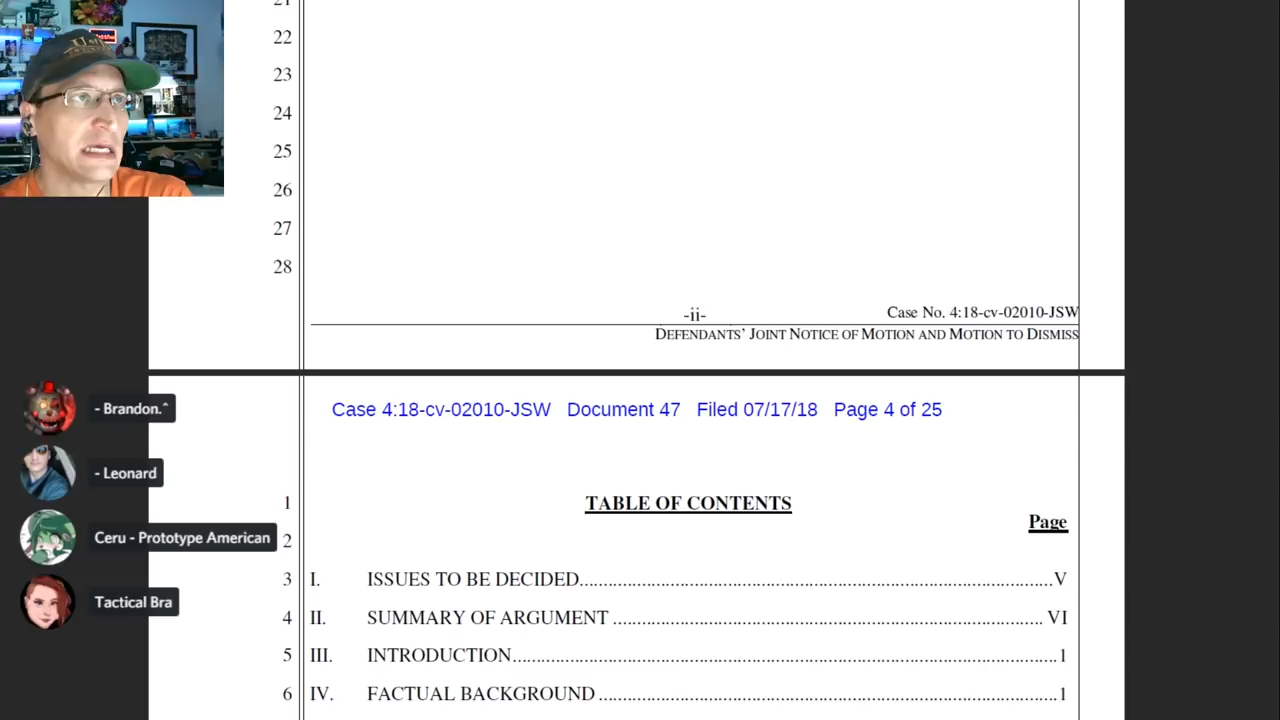 21
22
23
24
25
26
27
28
-ii-
Case No. 4:18-cv-02010-JSW
DEFENDANTS' JOINT NOTICE OF MOTION AND MOTION TO DISMISS
- Brandon.^
- Leonard
Ceru - Prototype American
Tactical Bra
Case 4:18-cv-02010-JSW Document 47 Filed 07/17/18 Page 4 of 25
1 TABLE OF CONTENTS
Page
2
3 I. ISSUES TO BE DECIDED....................................................................................................V
4 II. SUMMARY OF ARGUMENT ............................................................................................ VI
5 III. INTRODUCTION.................................................................................................................1
6 IV. FACTUAL BACKGROUND ................................................................................................1